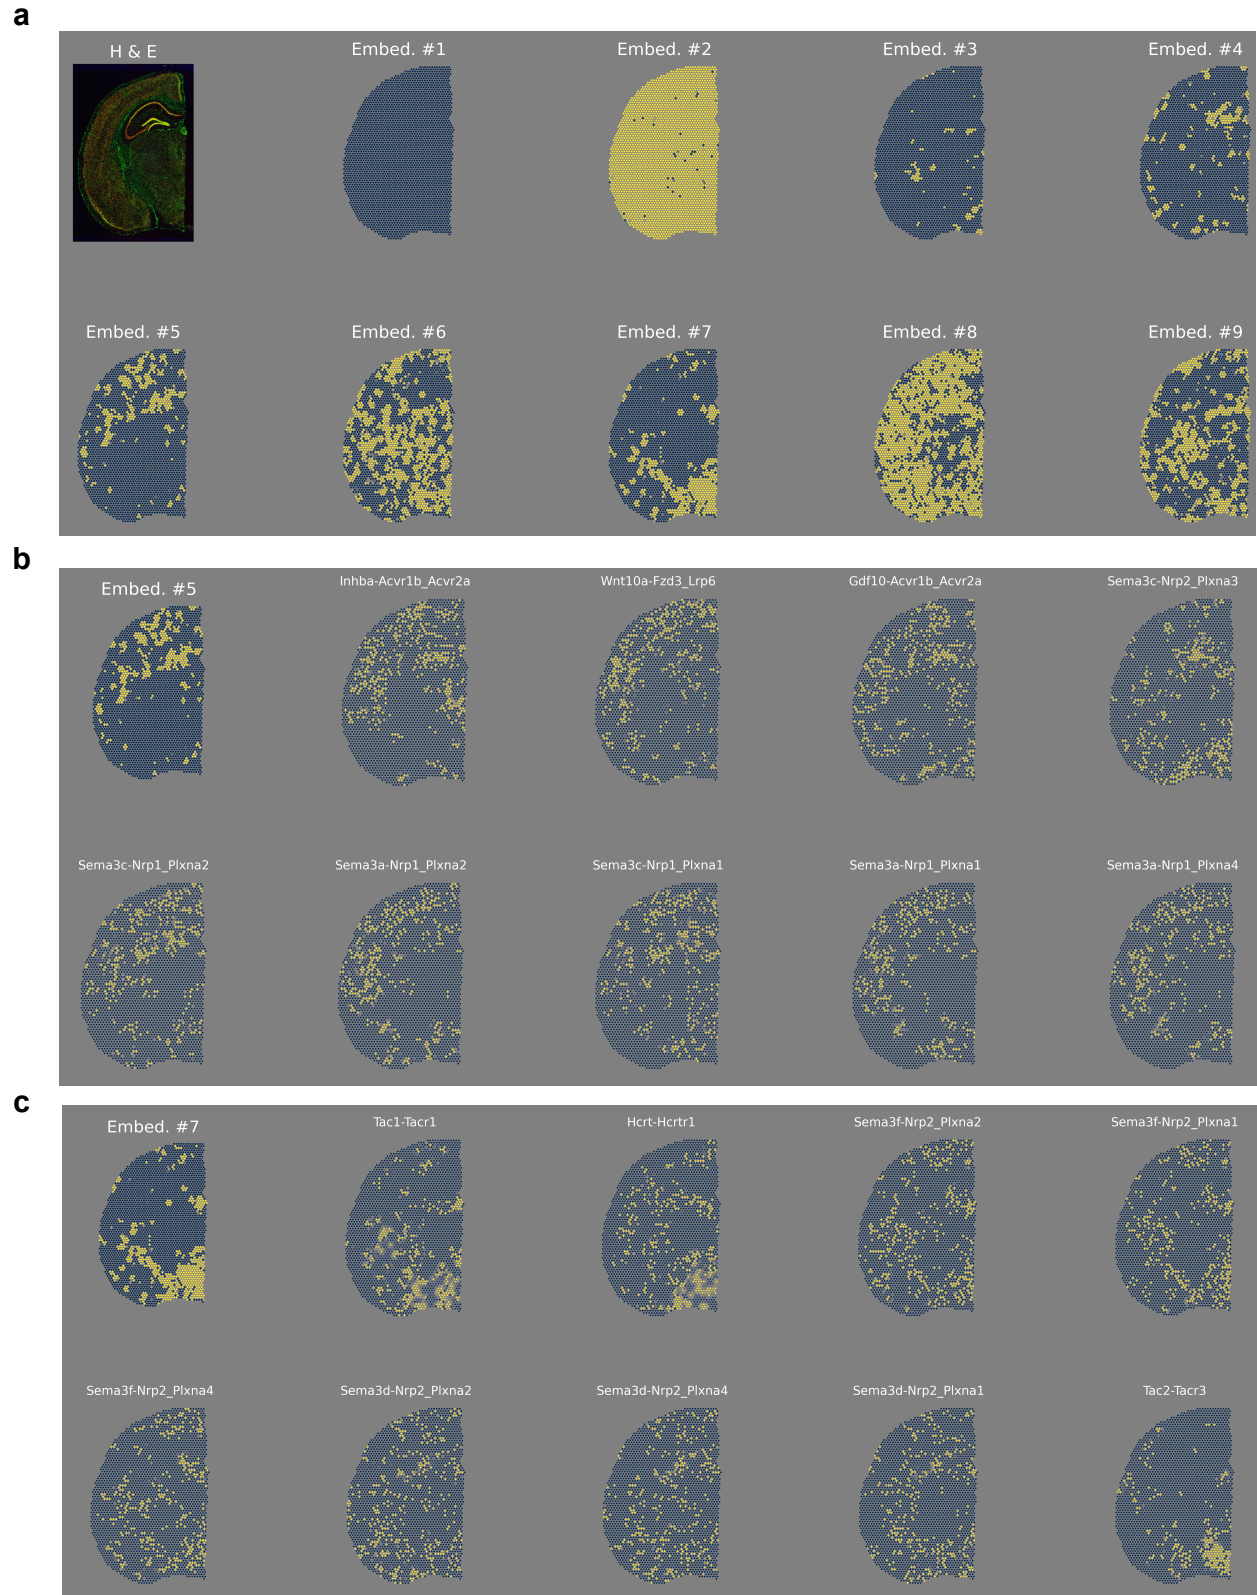 a
H & E
Embed. #1
Embed. #2
Embed. #3
Embed. #4
Embed. #5
Embed. #6
Embed. #7
Embed. #8
Embed. #9
b
Embed. #5
Inhba-Acvr1b_Acvr2a
Wnt10a-Fzd3_Lrp6
Gdf10-Acvr1b_Acvr2a
Sema3c-Nrp2_Plxna3
Sema3c-Nrp1_Plxna2
Sema3a-Nrp1_Plxna2
Sema3c-Nrp1_Plxna1
Sema3a-Nrp1_Plxna1
Sema3a-Nrp1_Plxna4
c
Embed. #7
Tac1-Tacr1
Hcrt-Hcrtr1
Sema3f-Nrp2_Plxna2
Sema3f-Nrp2_Plxna1
Sema3f-Nrp2_Plxna4
Sema3d-Nrp2_Plxna2
Sema3d-Nrp2_Plxna4
Sema3d-Nrp2_Plxna1
Tac2-Tacr3